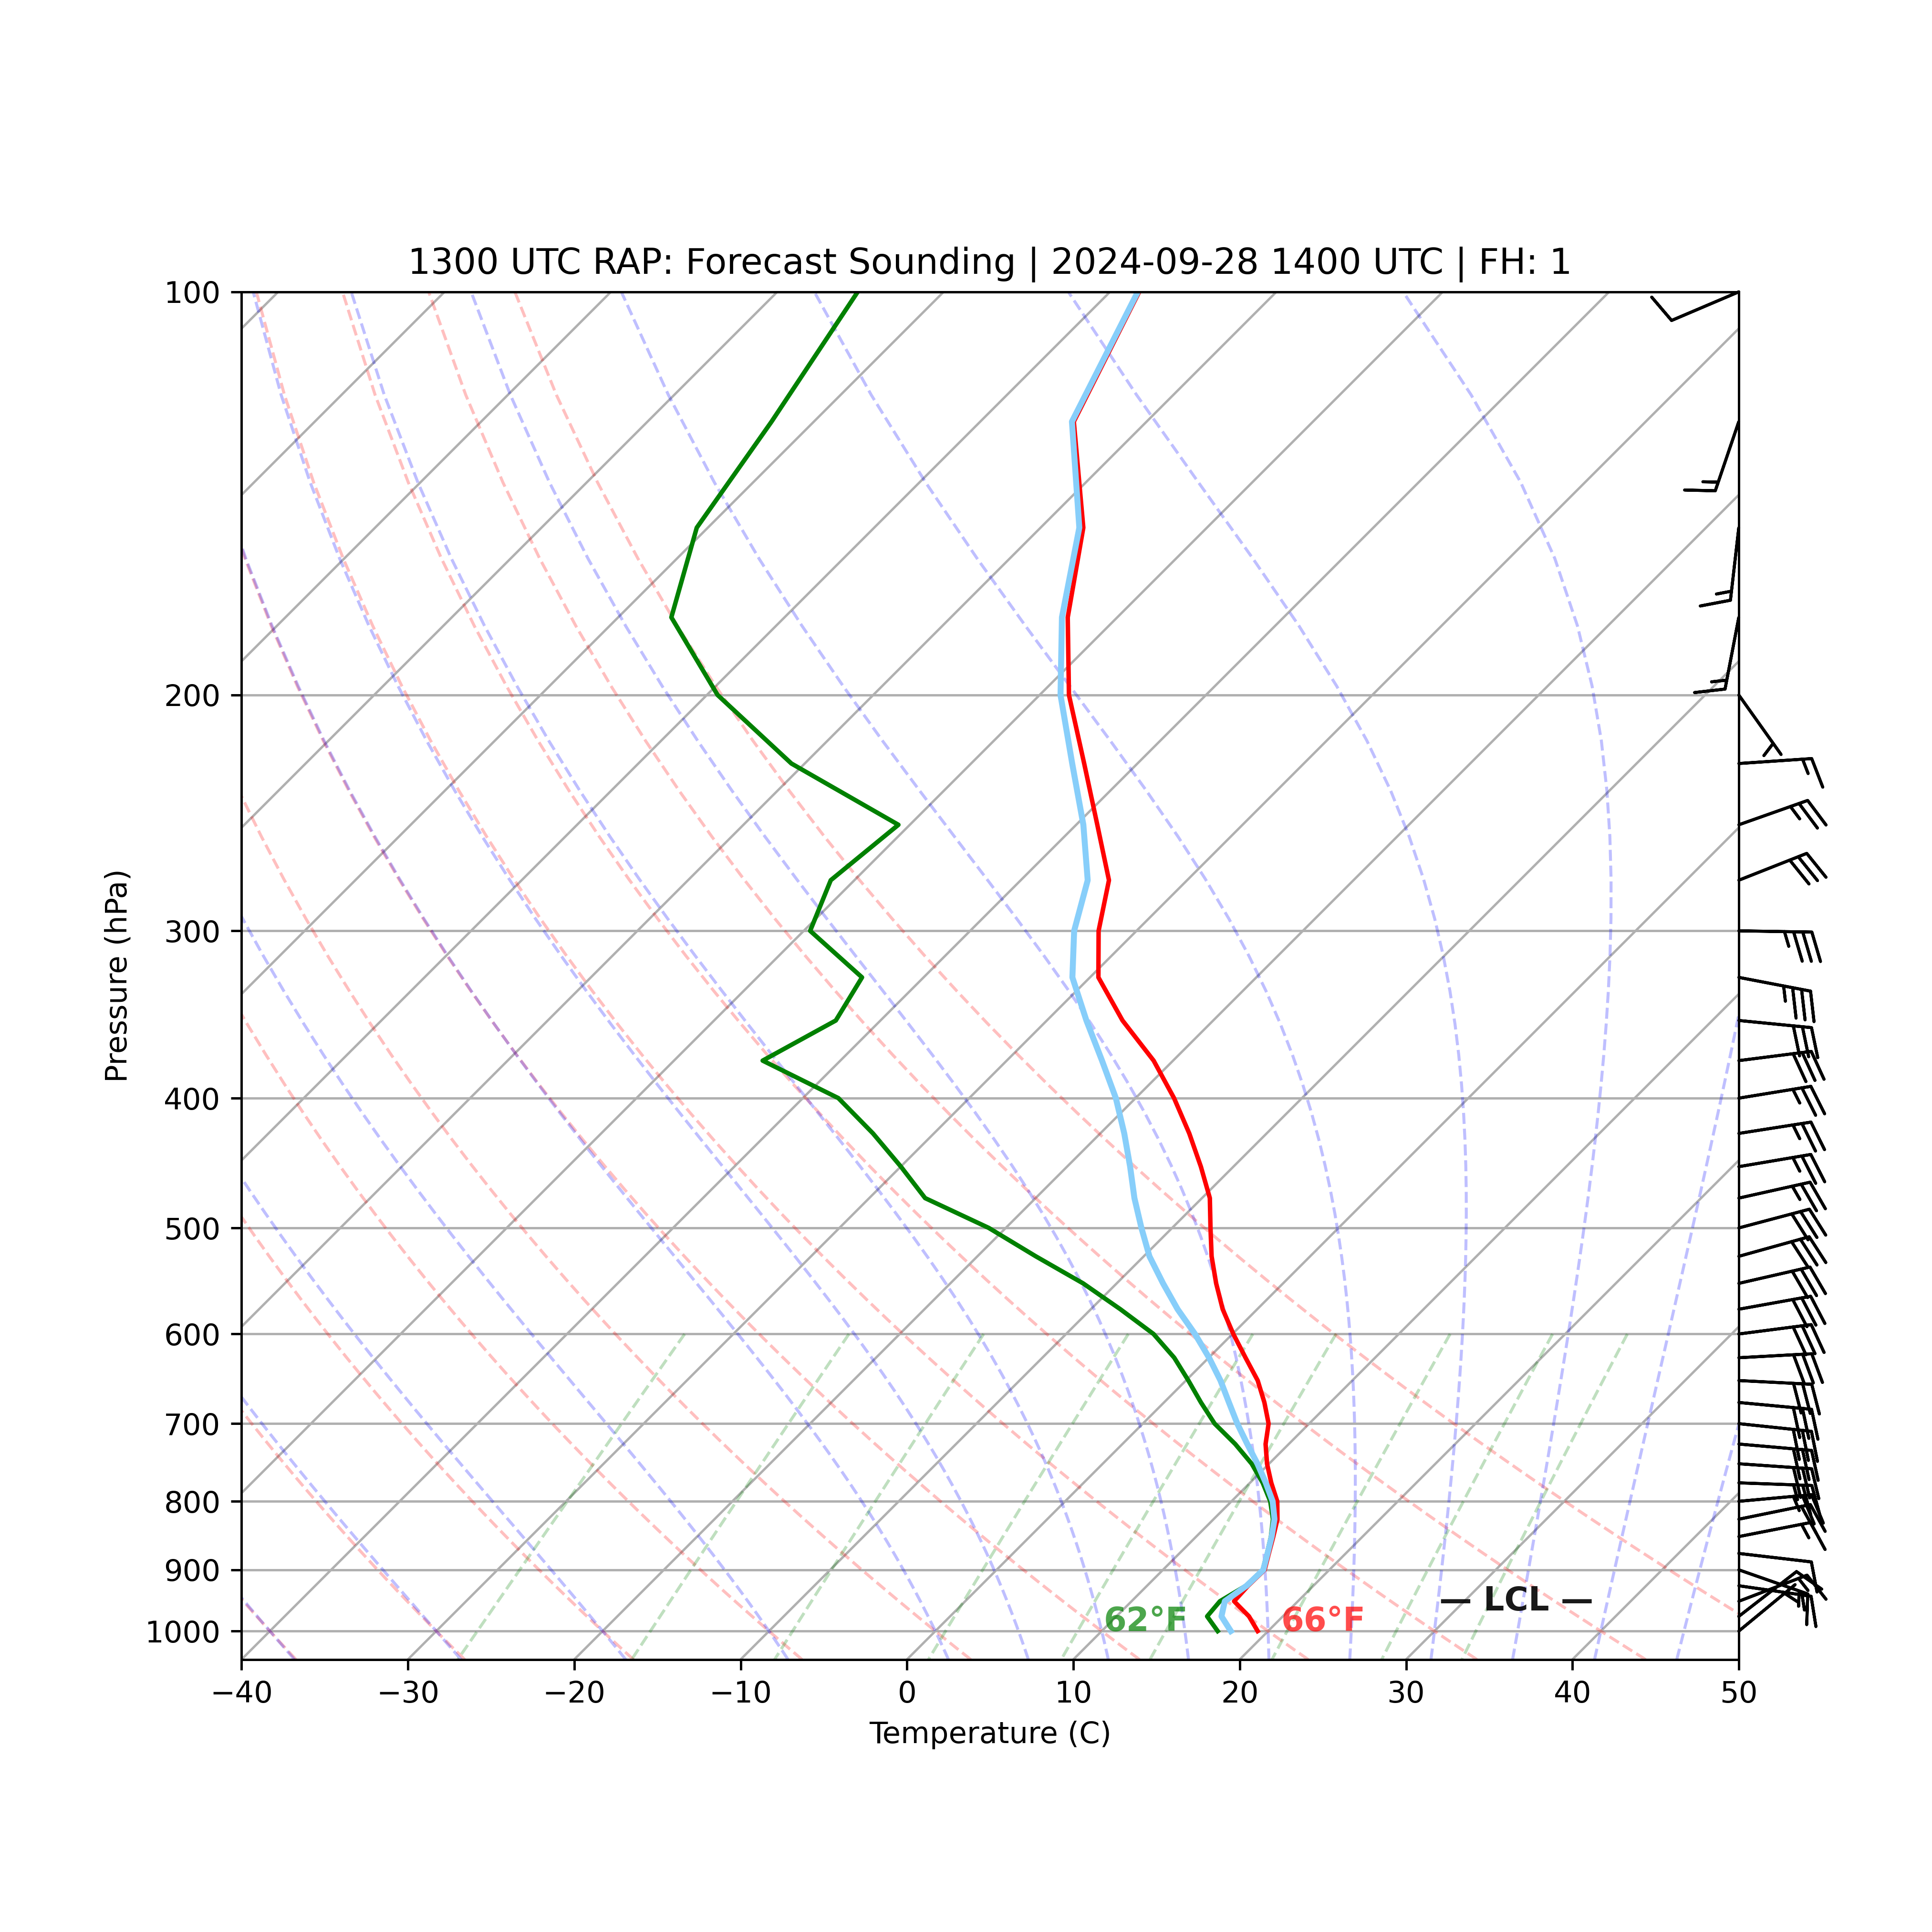 1300 UTC RAP: Forecast Sounding | 2024-09-28 1400 UTC | FH: 1
100
200
300
400
500
600
700
800
900
1000
Pressure (hPa)
— LCL —
62°F
66°F
−40 −30 −20 −10 0 10 20 30 40 50
Temperature (C)